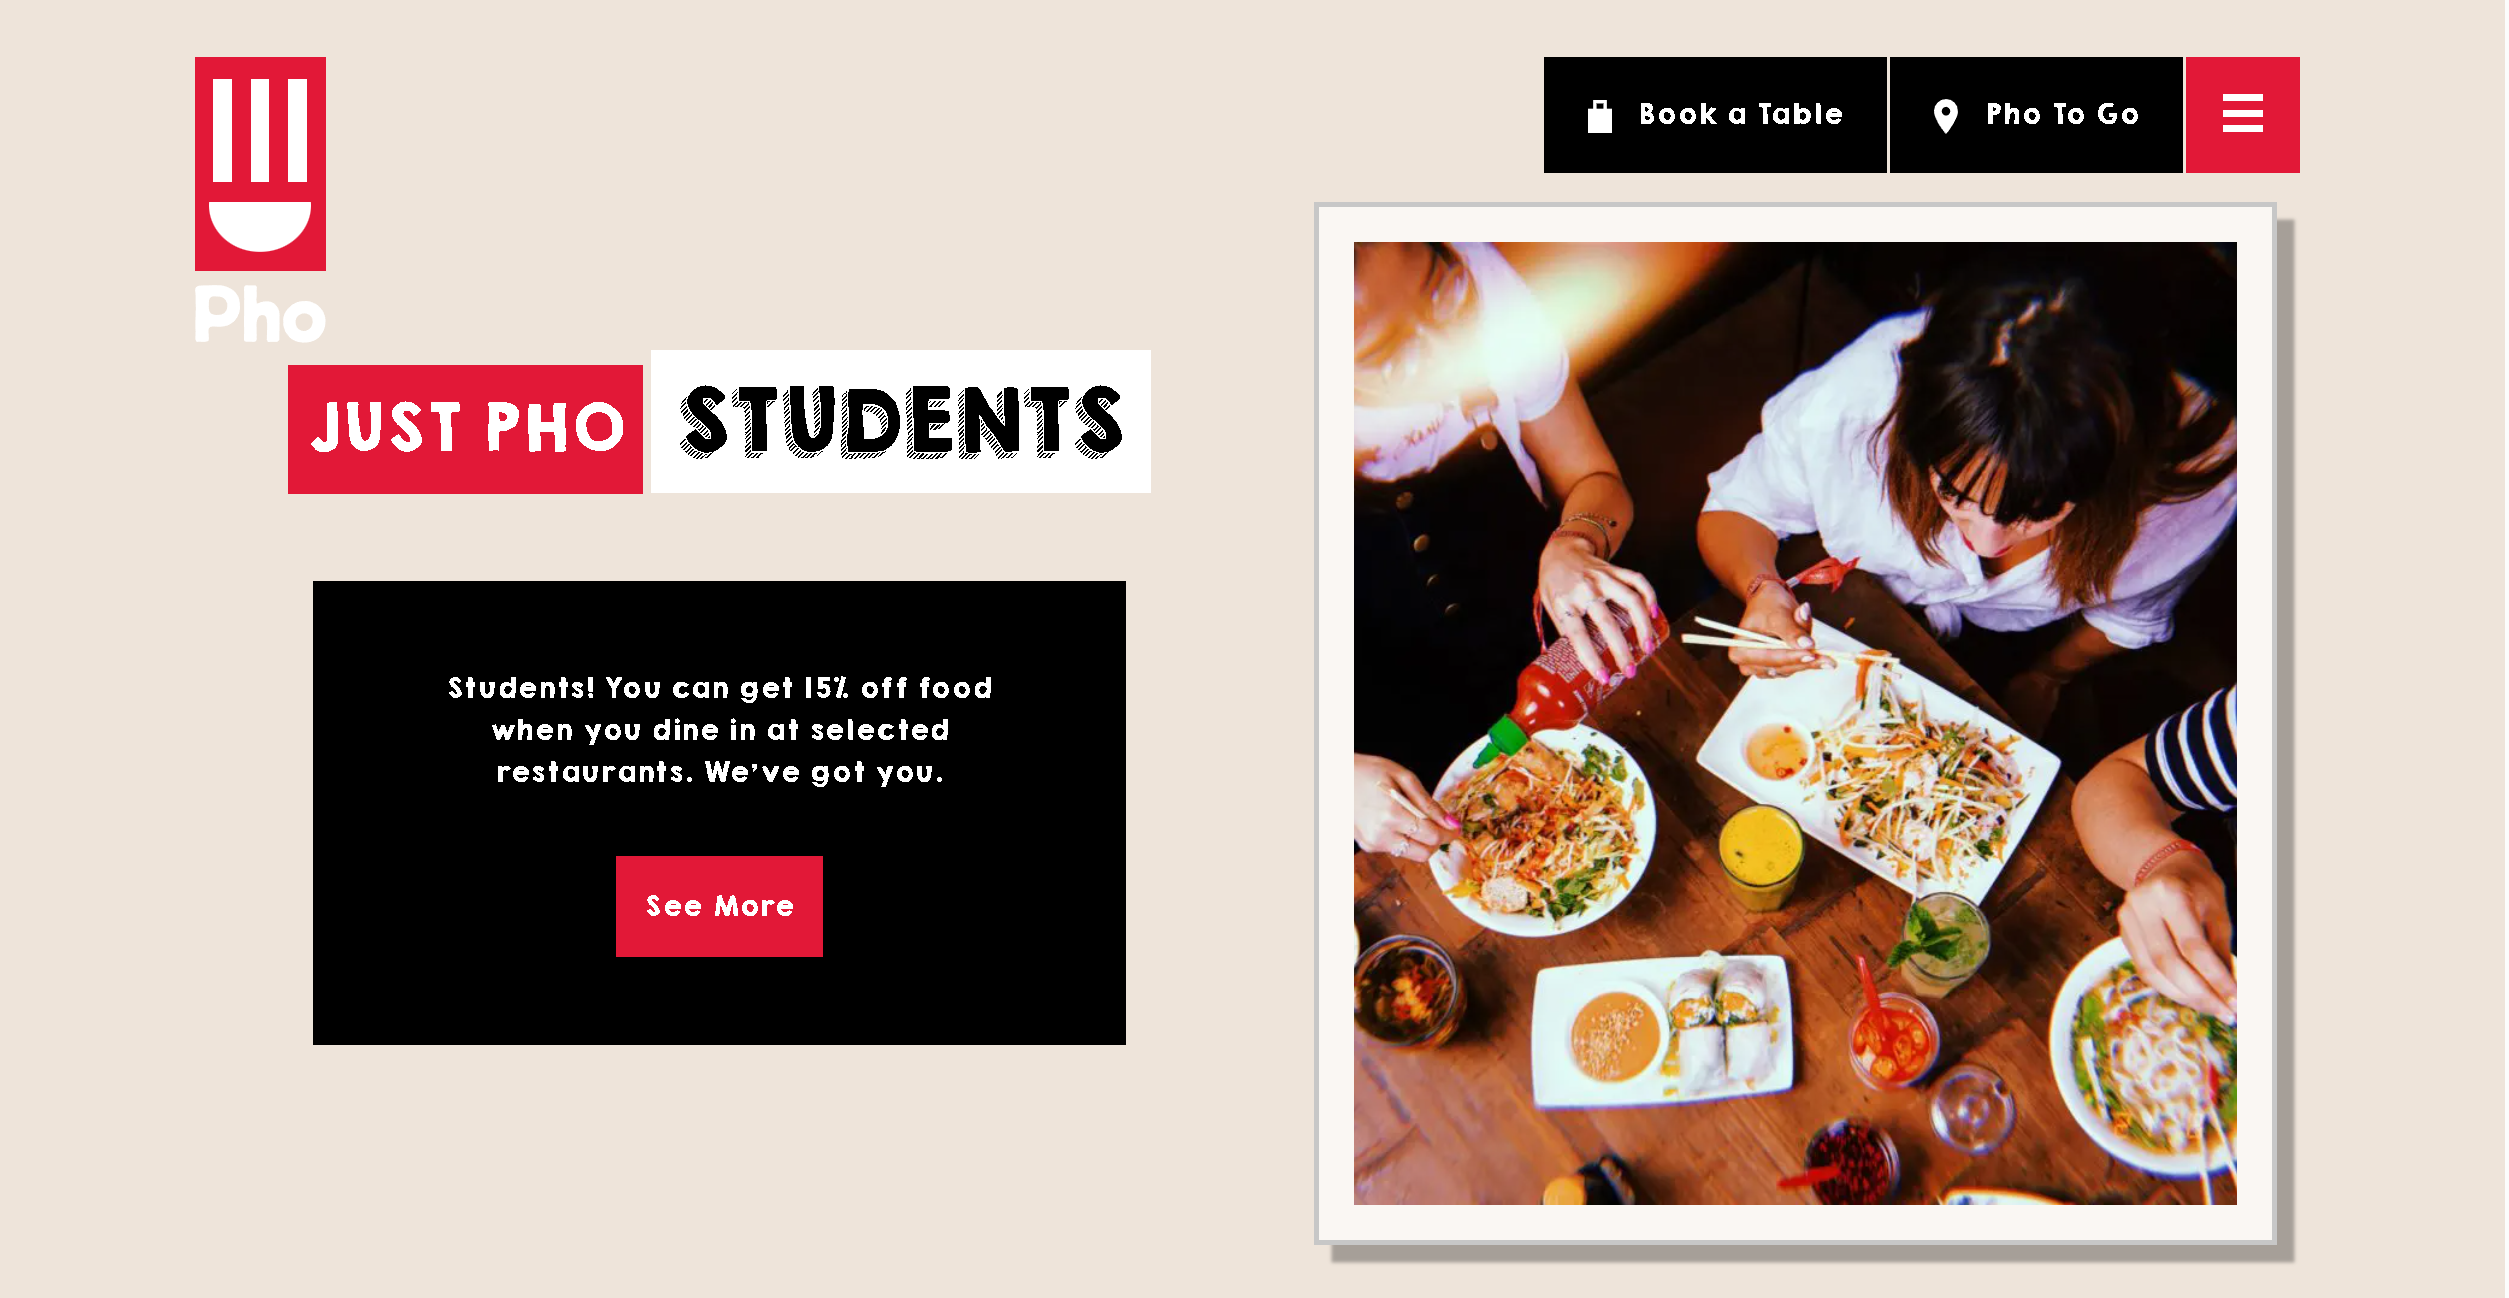 Pho
Book a Table
Pho To Go
JUST PHO
STUDENTS
Students! You can get 15% off food
when you dine in at selected
restaurants. We've got you.
See More